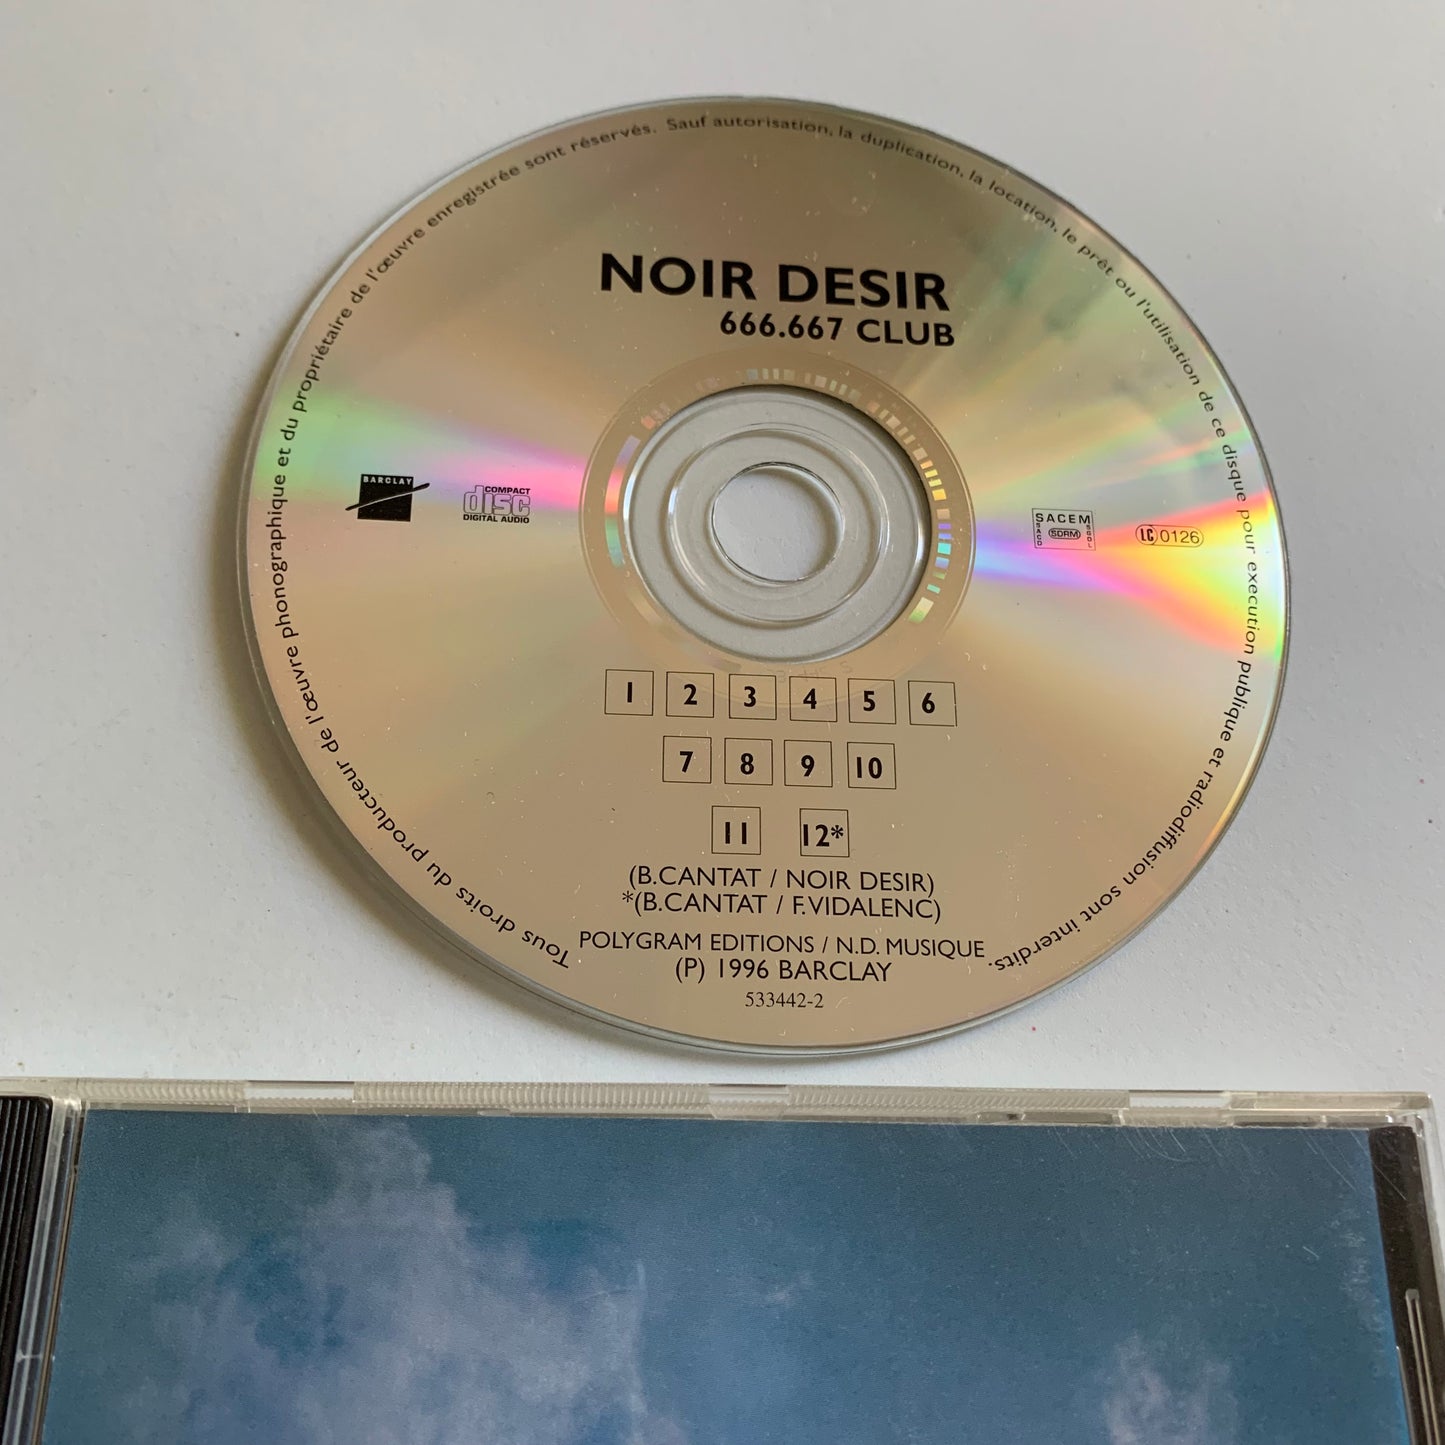 Tous droits du producteur de l'œuvre phonographique et du propriétaire de l'œuvre enregistrée sont réservés. Sauf autorisation, la duplication, la location, le prêt ou l'utilisation de ce disque pour execution publique et radiodiffusion sont interdits.
NOIR DESIR
666.667 CLUB
BARCLAY
COMPACT
disc
DIGITAL AUDIO
SACEM
SACD
SDRM
SGDL
LC 0126
1 2 3 4 5 6
7 8 9 10
11 12*
(B.CANTAT / NOIR DESIR)
*(B.CANTAT / F.VIDALENC)
POLYGRAM EDITIONS / N.D. MUSIQUE
(P) 1996 BARCLAY
533442-2